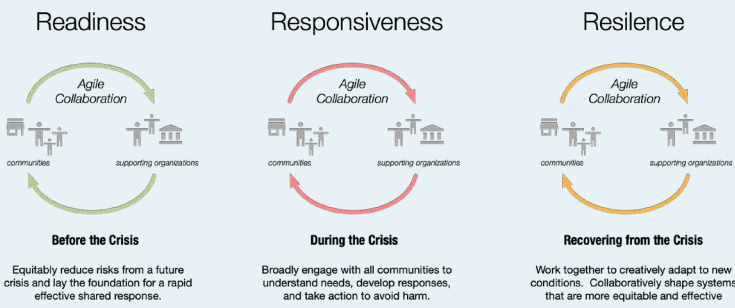 Readiness
Agile
Collaboration
communities
supporting organizations
Before the Crisis
Equitably reduce risks from a future
crisis and lay the foundation for a rapid
effective shared response.
Responsiveness
Agile
Collaboration
communities
supporting organizations
During the Crisis
Broadly engage with all communities to
understand needs, develop responses,
and take action to avoid harm.
Resilence
Agile
Collaboration
communities
supporting organizations
Recovering from the Crisis
Work together to creatively adapt to new
conditions. Collaboratively shape systems
that are more equitable and effective